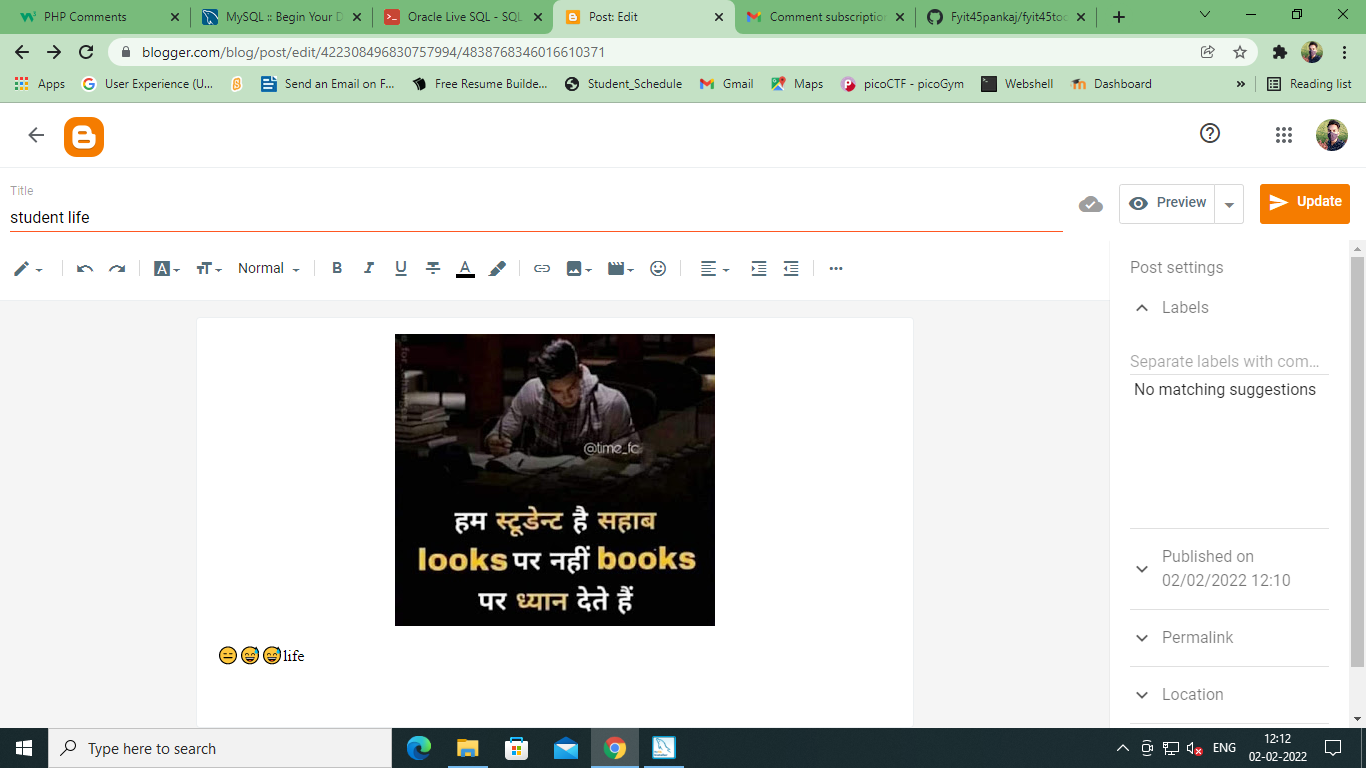 PHP Comments
MySQL :: Begin Your D
Oracle Live SQL - SQL
Post: Edit
Comment subscription
Fyit45pankaj/fyit45to
blogger.com/blog/post/edit/422308496830757994/4838768346016610371
Apps
User Experience (U...
Send an Email on F...
Free Resume Builde...
Student_Schedule
Gmail
Maps
picoCTF - picoGym
Webshell
Dashboard
»
Reading list
Title
student life
Preview
Update
Normal
B I U
A
Post settings
Labels
Separate labels with com...
No matching suggestions
@time_fc
हम स्टूडेन्ट है सहाब
looks पर नहीं books
पर ध्यान देते हैं
😑😅😅life
Published on
02/02/2022 12:10
Permalink
Location
Type here to search
ENG
12:12
02-02-2022